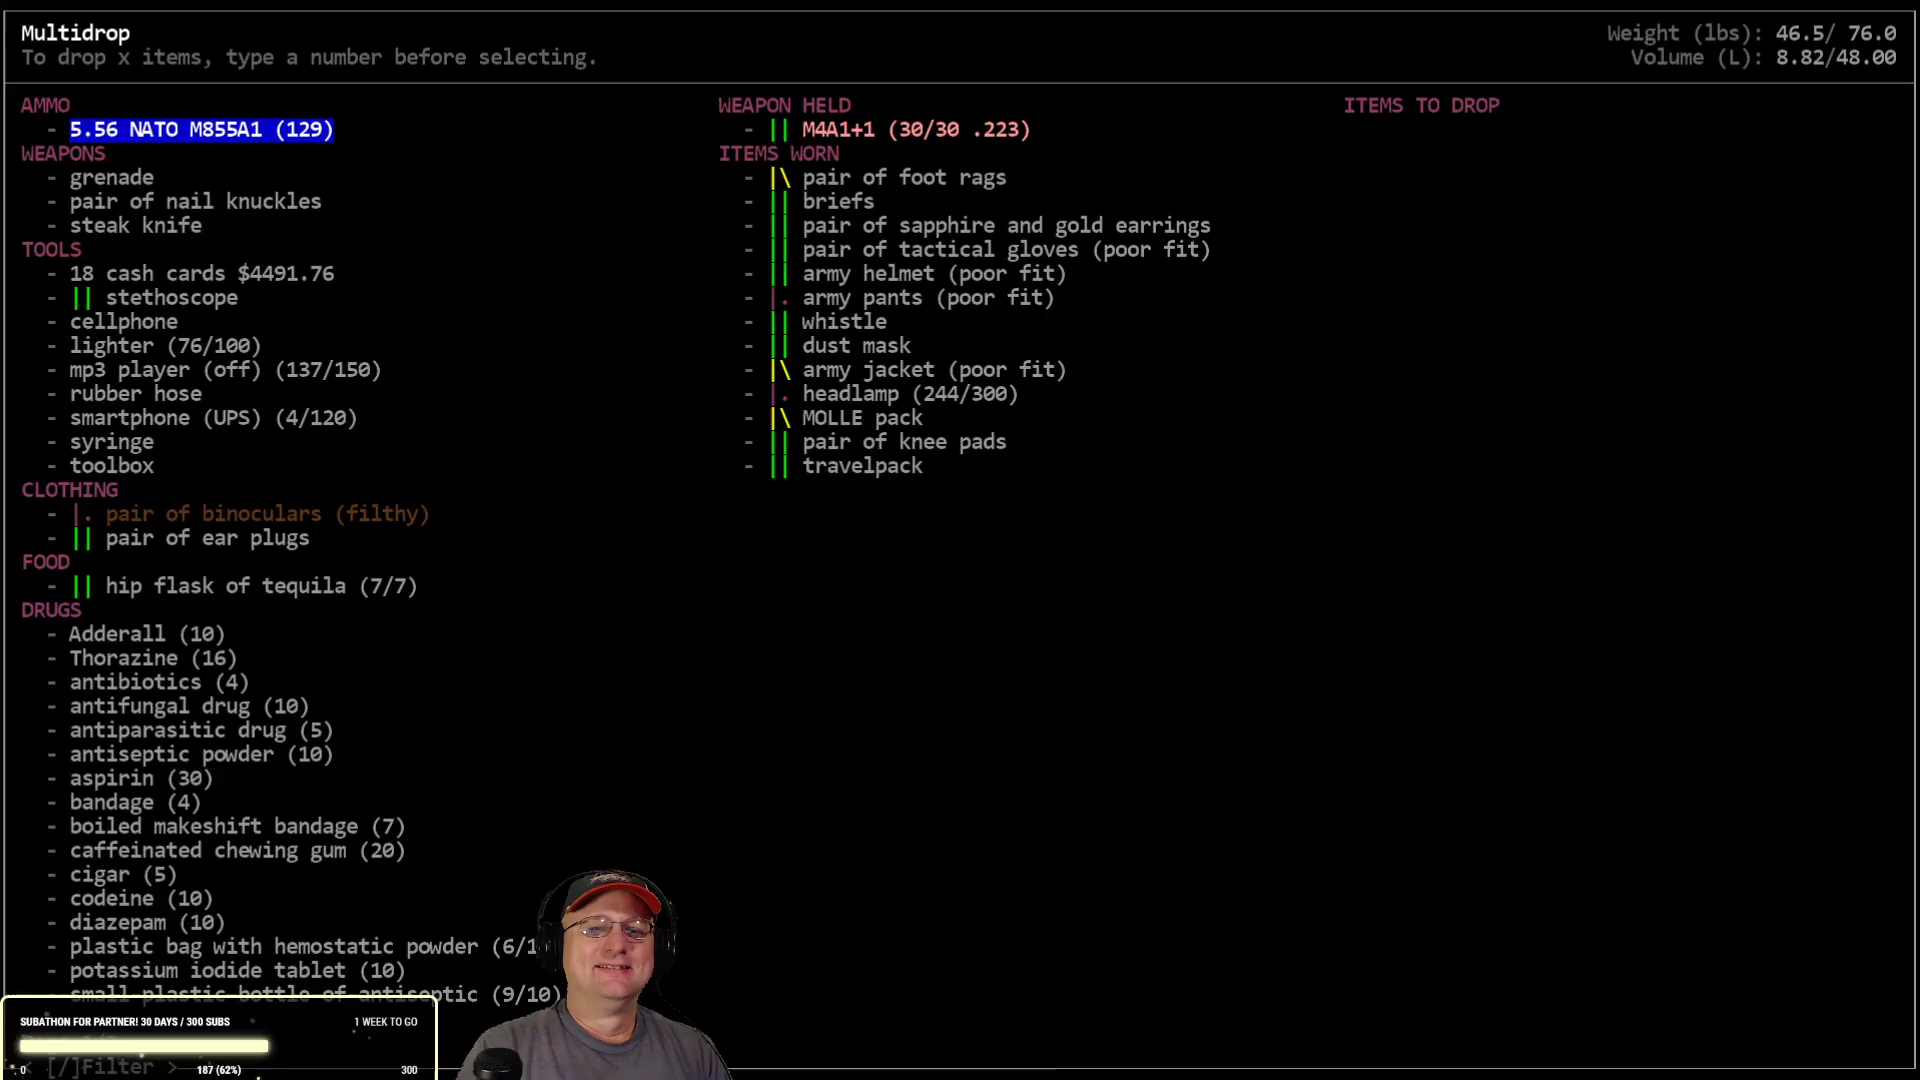 Multidrop
To drop x items, type a number before selecting.
Weight (lbs): 46.5/ 76.0
Volume (L): 8.82/48.00
AMMO
- 5.56 NATO M855A1 (129)
WEAPONS
- grenade
- pair of nail knuckles
- steak knife
TOOLS
- 18 cash cards $4491.76
- || stethoscope
- cellphone
- lighter (76/100)
- mp3 player (off) (137/150)
- rubber hose
- smartphone (UPS) (4/120)
- syringe
- toolbox
CLOTHING
- |. pair of binoculars (filthy)
- || pair of ear plugs
FOOD
- || hip flask of tequila (7/7)
DRUGS
- Adderall (10)
- Thorazine (16)
- antibiotics (4)
- antifungal drug (10)
- antiparasitic drug (5)
- antiseptic powder (10)
- aspirin (30)
- bandage (4)
- boiled makeshift bandage (7)
- caffeinated chewing gum (20)
- cigar (5)
- codeine (10)
- diazepam (10)
- plastic bag with hemostatic powder (6/1
- potassium iodide tablet (10)
- small plastic bottle of antiseptic (9/10)
WEAPON HELD
- || M4A1+1 (30/30 .223)
ITEMS WORN
- |\ pair of foot rags
- || briefs
- || pair of sapphire and gold earrings
- || pair of tactical gloves (poor fit)
- || army helmet (poor fit)
- |. army pants (poor fit)
- || whistle
- || dust mask
- |\ army jacket (poor fit)
- |. headlamp (244/300)
- |\ MOLLE pack
- || pair of knee pads
- || travelpack
ITEMS TO DROP
SUBATHON FOR PARTNER! 30 DAYS / 300 SUBS
1 WEEK TO GO
< [/]Filter >
0
187 (62%)
300